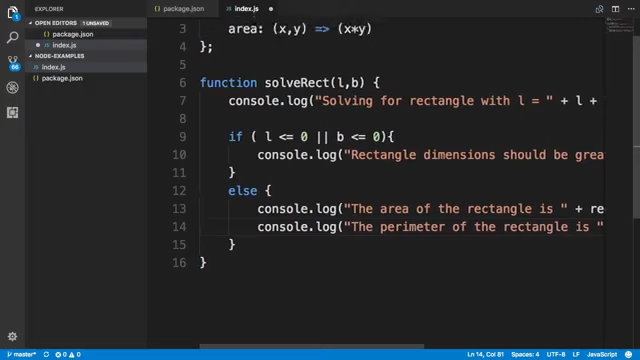 EXPLORER
OPEN EDITORS 1 UNSAVED
package.json
index.js
NODE-EXAMPLES
index.js
package.json
package.json index.js
3 area: (x,y) => (x*y)
4 };
5
6 function solveRect(l,b) {
7 console.log("Solving for rectangle with l = " + l +
8
9 if ( l <= 0 || b <= 0){
10 console.log("Rectangle dimensions should be grea
11 }
12 else {
13 console.log("The area of the rectangle is " + re
14 console.log("The perimeter of the rectangle is "
15 }
16 }
66
master* 0 0 Ln 14, Col 81 Spaces: 4 UTF-8 LF JavaScript